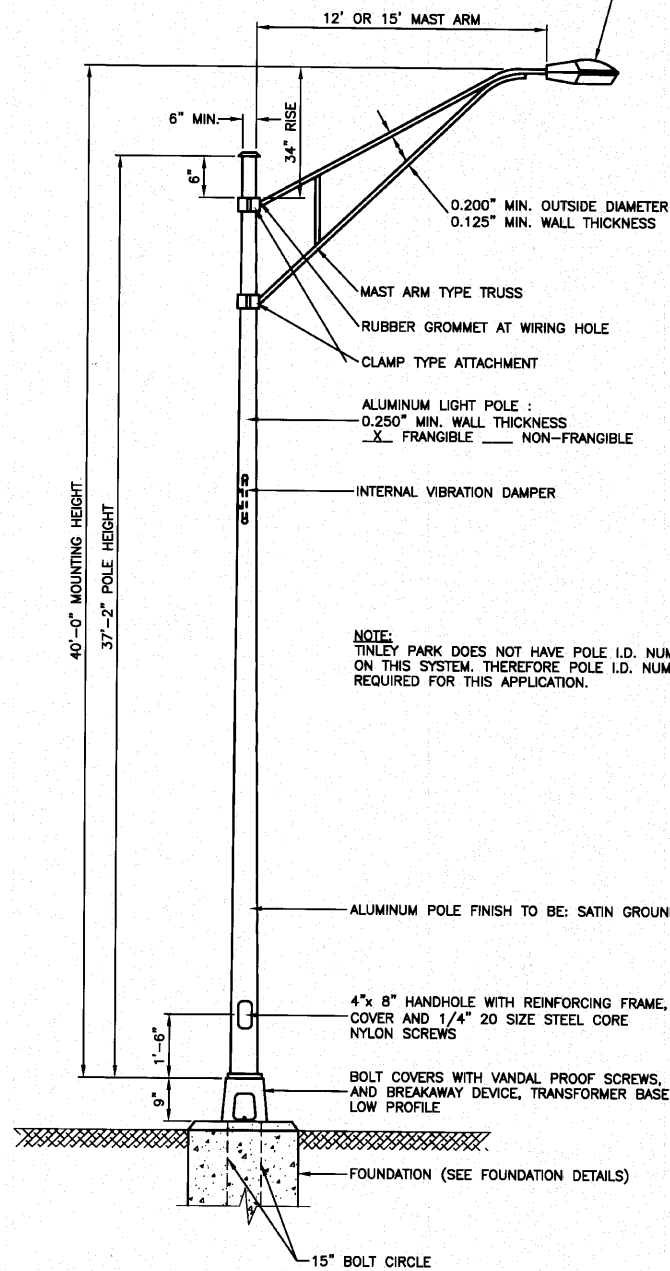 12' OR 15' MAST ARM
6" MIN.
34" RISE
6"
0.200" MIN. OUTSIDE DIAMETER
0.125" MIN. WALL THICKNESS
MAST ARM TYPE TRUSS
RUBBER GROMMET AT WIRING HOLE
CLAMP TYPE ATTACHMENT
ALUMINUM LIGHT POLE :
0.250" MIN. WALL THICKNESS
_X_ FRANGIBLE ___ NON-FRANGIBLE
INTERNAL VIBRATION DAMPER
40'-0" MOUNTING HEIGHT
37'-2" POLE HEIGHT
NOTE:
TINLEY PARK DOES NOT HAVE POLE I.D. NUM
ON THIS SYSTEM. THEREFORE POLE I.D. NUM
REQUIRED FOR THIS APPLICATION.
ALUMINUM POLE FINISH TO BE: SATIN GROUN
4"x 8" HANDHOLE WITH REINFORCING FRAME,
COVER AND 1/4" 20 SIZE STEEL CORE
NYLON SCREWS
1'-6"
BOLT COVERS WITH VANDAL PROOF SCREWS,
AND BREAKAWAY DEVICE, TRANSFORMER BASE
LOW PROFILE
9"
FOUNDATION (SEE FOUNDATION DETAILS)
15" BOLT CIRCLE